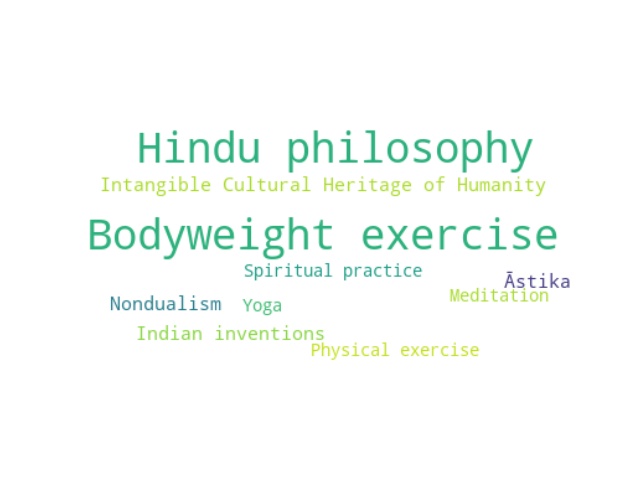 Hindu philosophy
Intangible Cultural Heritage of Humanity
Bodyweight exercise
Spiritual practice
Āstika
Meditation
Nondualism
Yoga
Indian inventions
Physical exercise